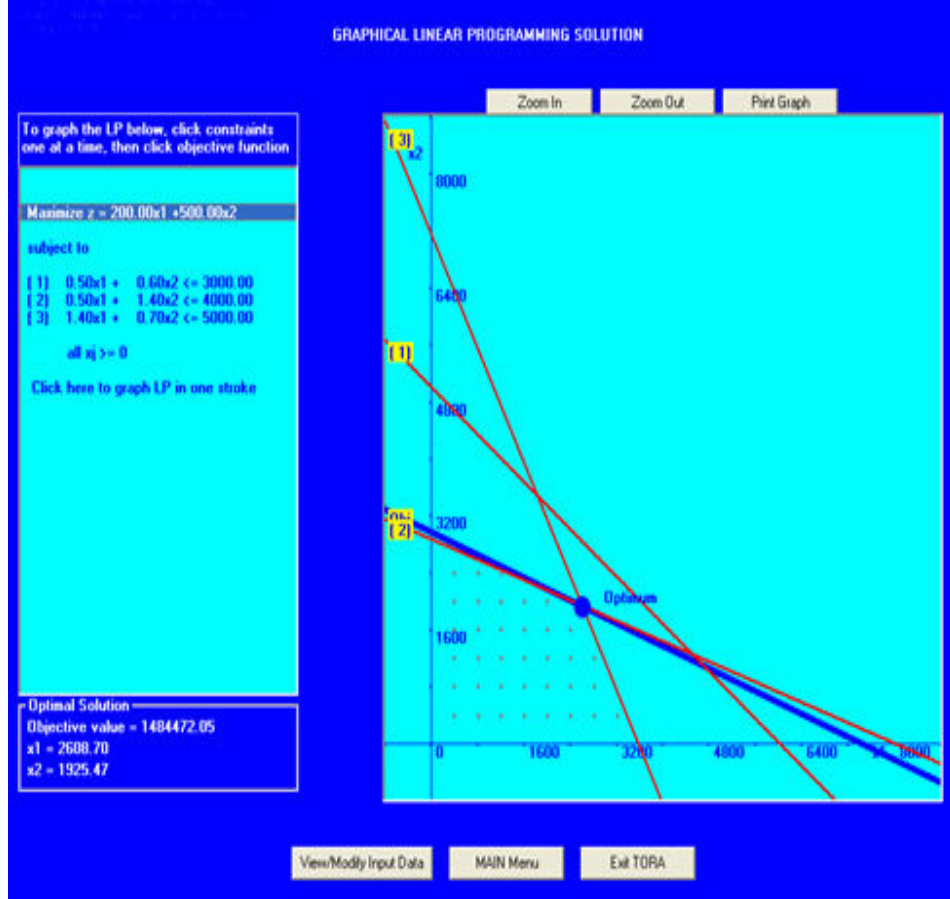 GRAPHICAL LINEAR PROGRAMMING SOLUTION
Zoom In
Zoom Out
Print Graph
To graph the LP below, click constraints
one at a time, then click objective function
Maximize z = 200.00x1 +500.00x2
subject to
( 1) 0.50x1 + 0.60x2 <= 3000.00
( 2) 0.50x1 + 1.40x2 <= 4000.00
( 3) 1.40x1 + 0.70x2 <= 5000.00
all xj >= 0
Click here to graph LP in one stroke
( 3)
x2
8000
6400
( 1)
4800
Obj
( 2)
3200
Optimum
1600
0
1600
3200
4800
6400
8000
Optimal Solution
Objective value = 1484472.05
x1 = 2608.70
x2 = 1925.47
View/Modify Input Data
MAIN Menu
Exit TORA